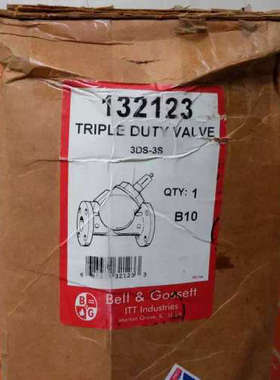 132123
TRIPLE DUTY VALVE
3DS-3S
QTY: 1
B10
B G
Bell & Gossett
ITT Industries